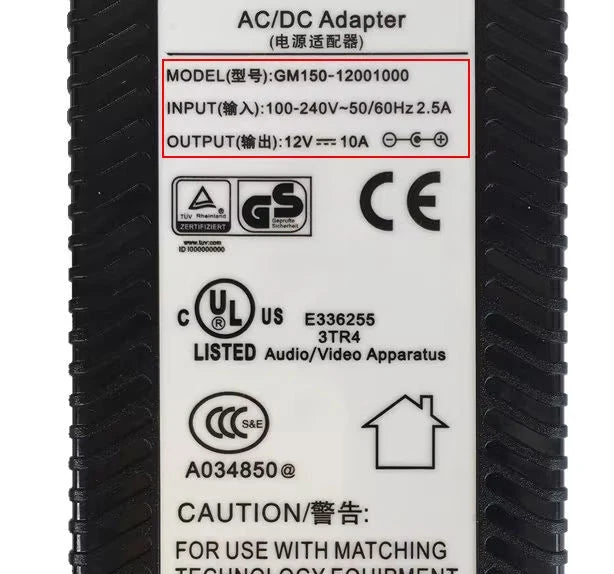 AC/DC Adapter
(电源适配器)
MODEL(型号):GM150-12001000
INPUT(输入):100-240V~50/60Hz 2.5A
OUTPUT(输出):12V⎓10A
TÜV Rheinland
ZERTIFIZIERT
www.tuv.com
ID 1000000000
GS
Geprüfte
Sicherheit
CE
C UL® US
LISTED
E336255
3TR4
Audio/Video Apparatus
CCC S&E
A034850@
CAUTION/警告:
FOR USE WITH MATCHING
TECHNOLOGY EQUIPMENT